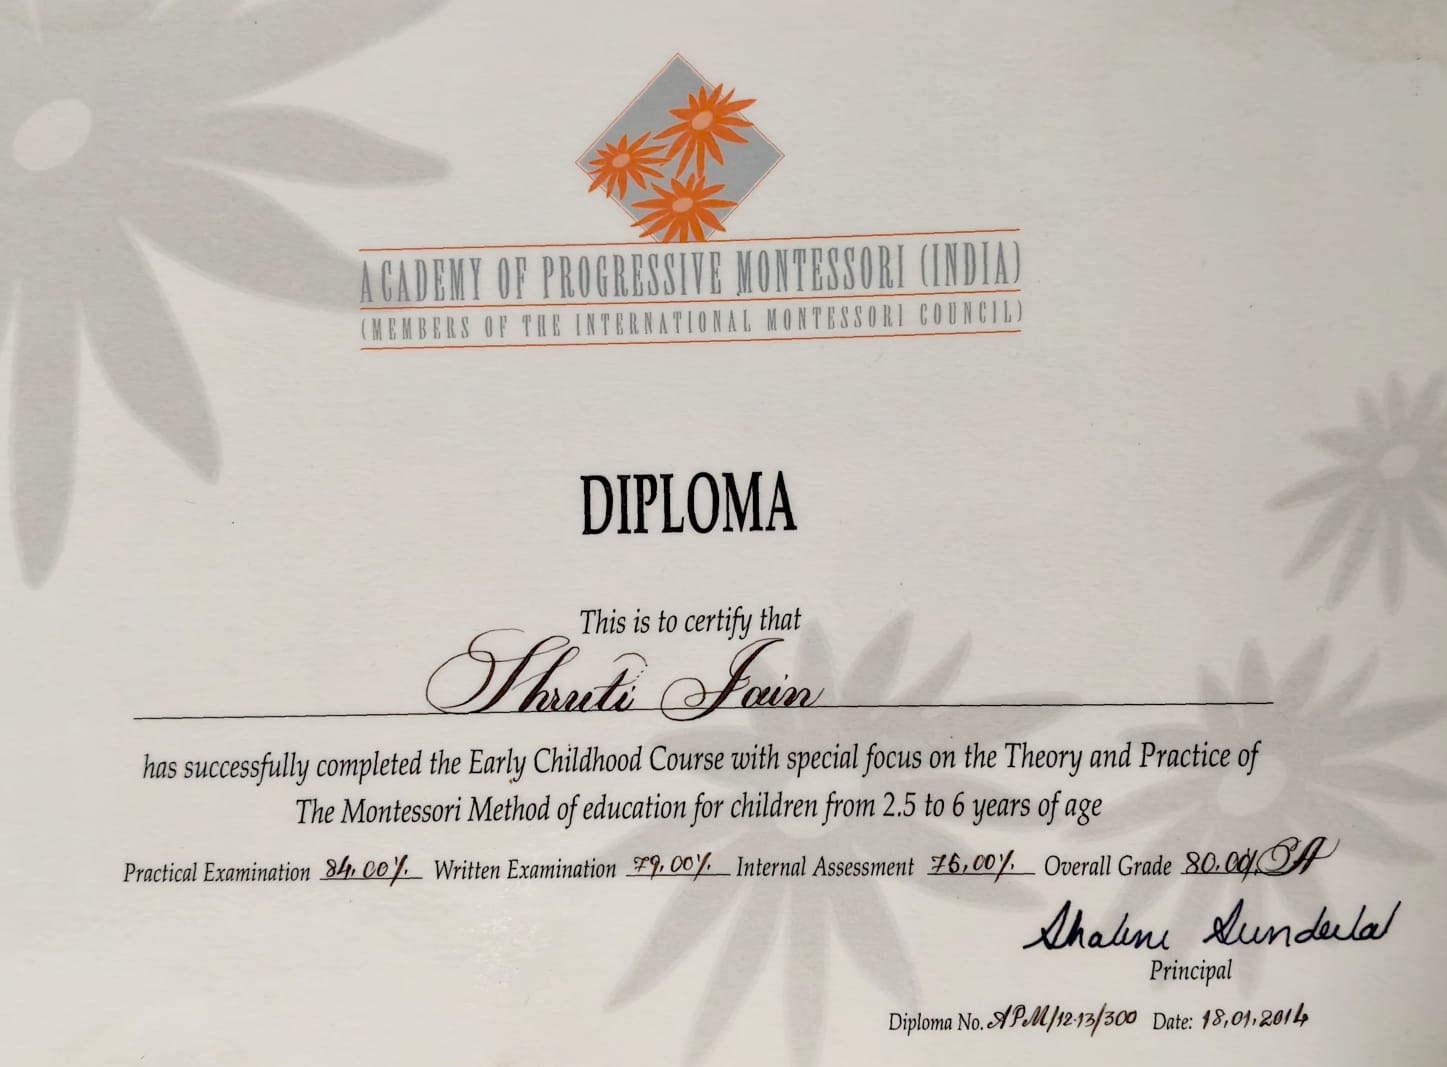 ACADEMY OF PROGRESSIVE MONTESSORI (INDIA)
(MEMBERS OF THE INTERNATIONAL MONTESSORI COUNCIL)
DIPLOMA
This is to certify that
Shruti Jain
has successfully completed the Early Childhood Course with special focus on the Theory and Practice of
The Montessori Method of education for children from 2.5 to 6 years of age
Practical Examination 84.00% Written Examination 79.00% Internal Assessment 76.00% Overall Grade 80.00%
Shalini Sunderlal
Principal
Diploma No. APM/12-13/300 Date: 18.01.2014